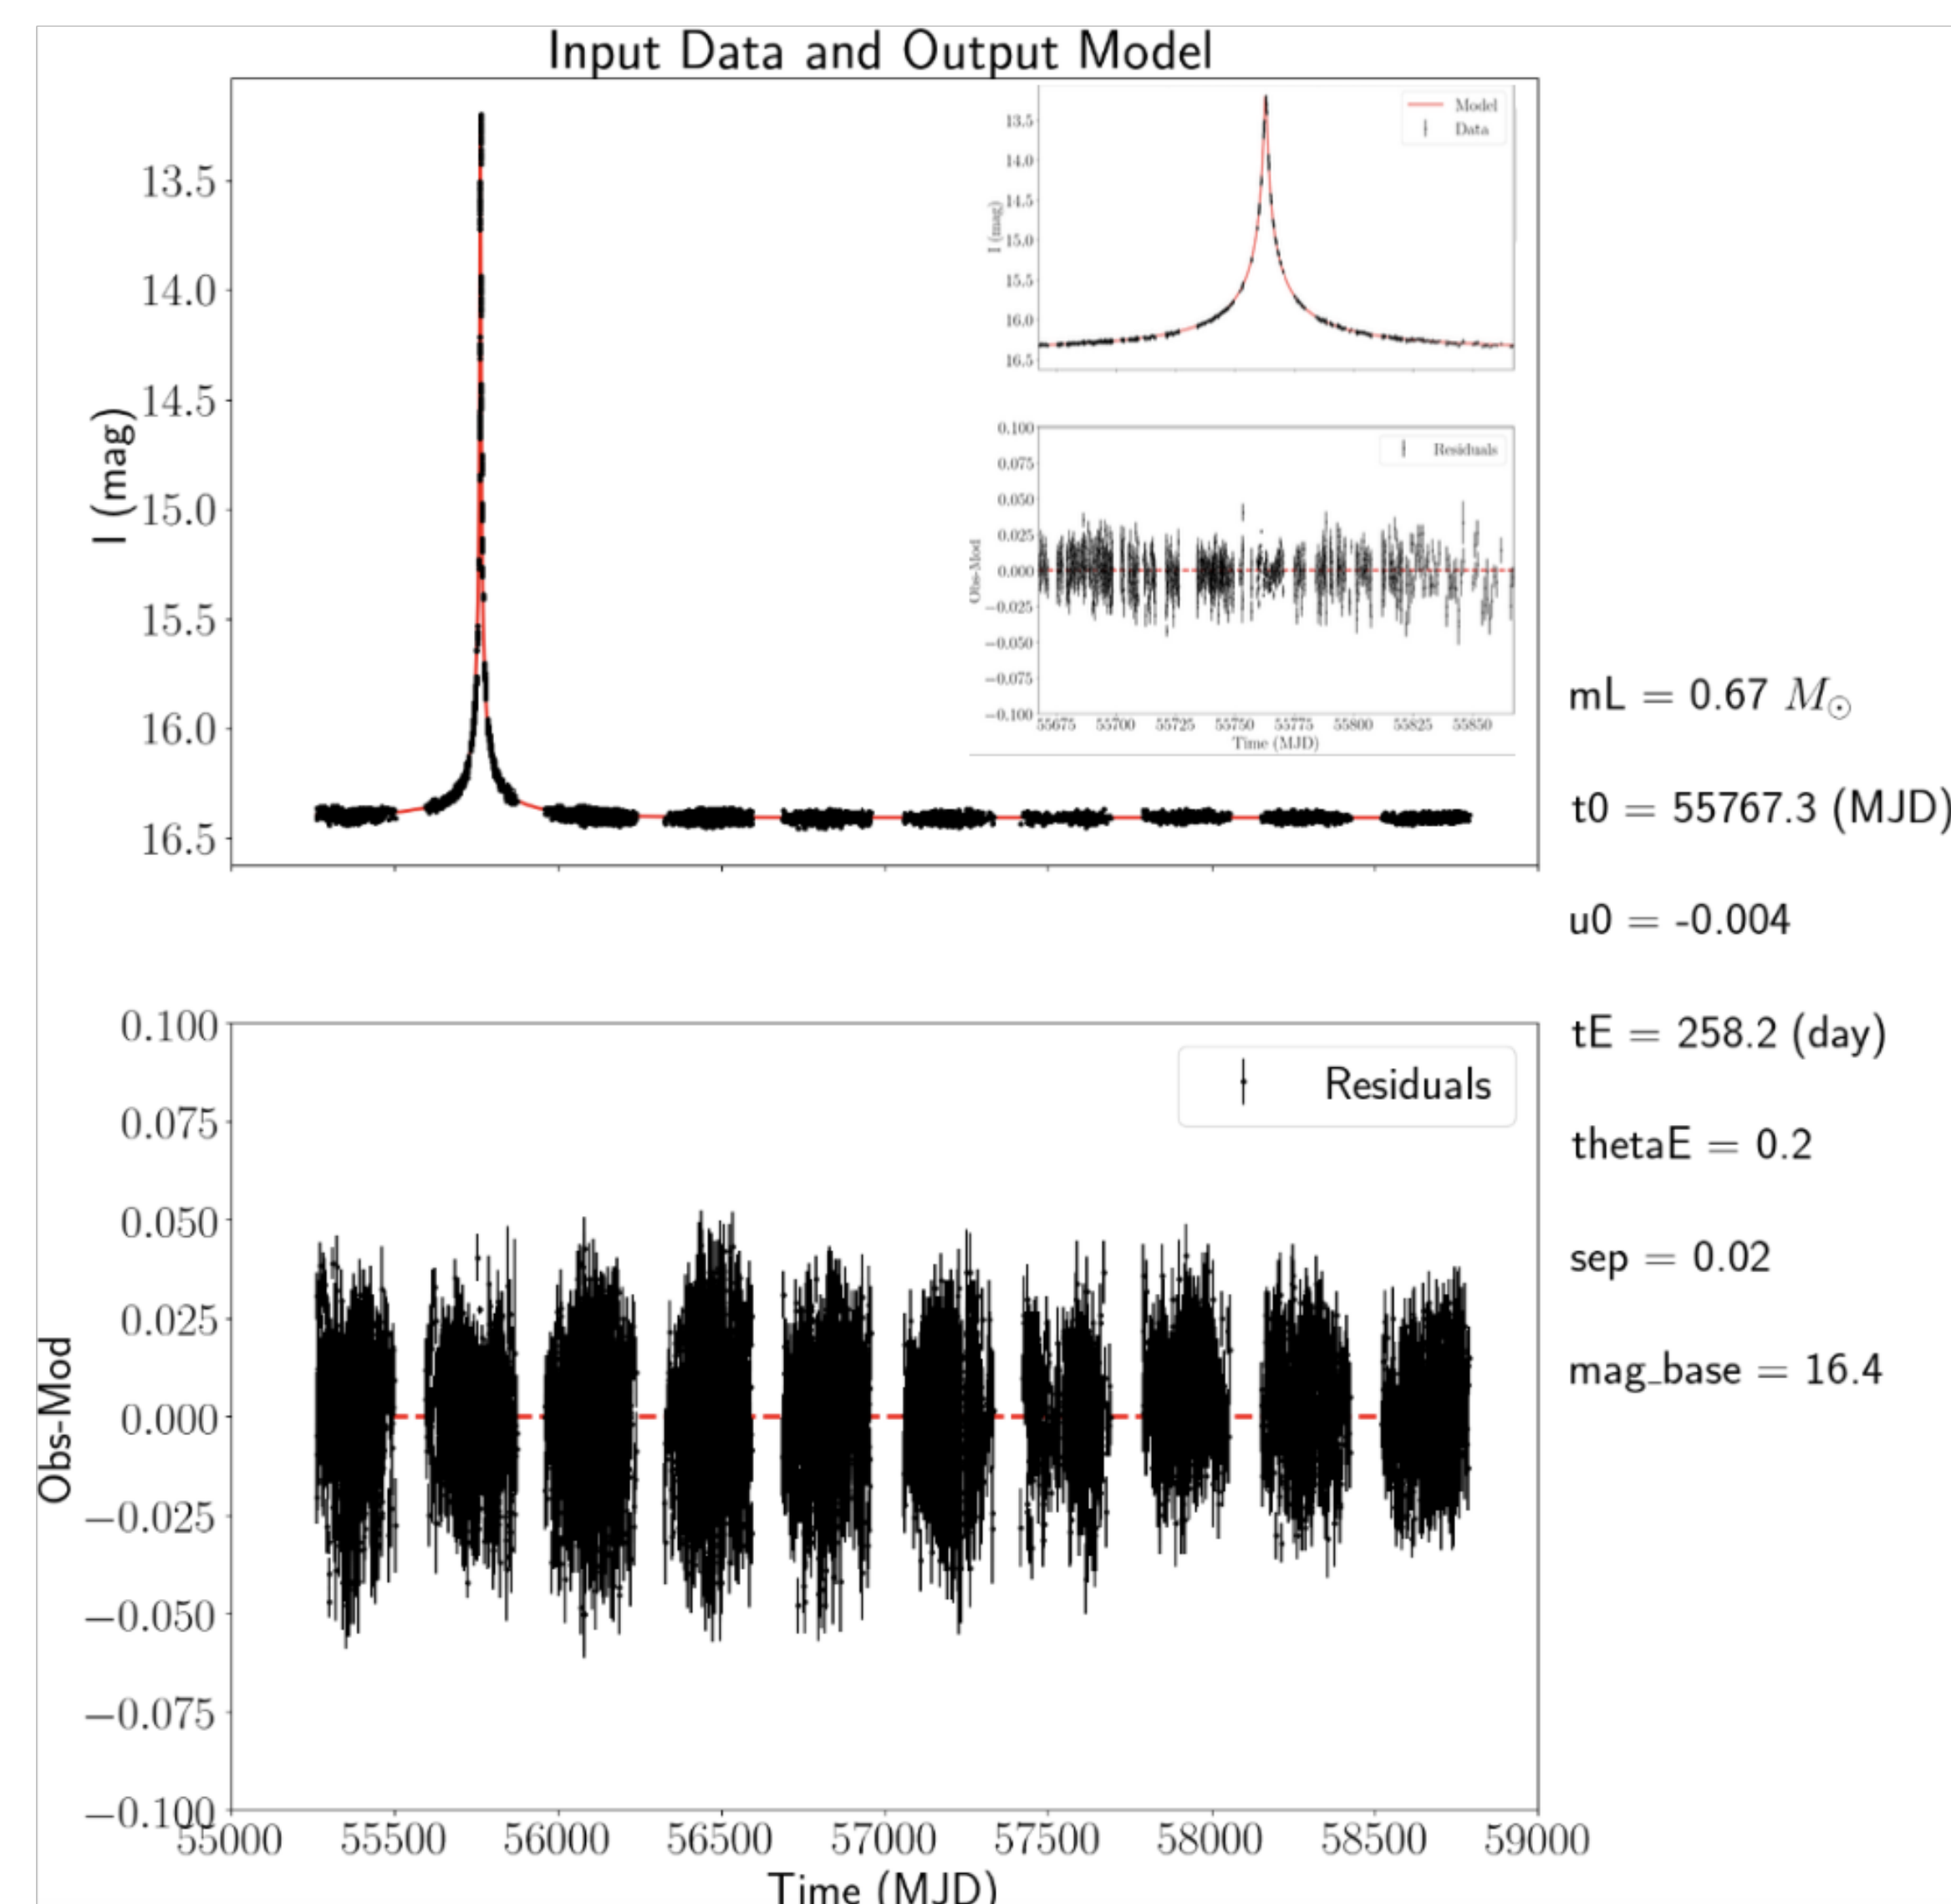 Input Data and Output Model
I (mag)
13.5
14.0
14.5
15.0
15.5
16.0
16.5
Model
Data
I (mag)
13.5
14.0
14.5
15.0
15.5
16.0
16.5
Residuals
Obs-Mod
0.100
0.075
0.050
0.025
0.000
−0.025
−0.050
−0.075
−0.100
55675 55700 55725 55750 55775 55800 55825 55850
Time (MJD)
mL = 0.67 M☉
t0 = 55767.3 (MJD)
u0 = -0.004
tE = 258.2 (day)
thetaE = 0.2
sep = 0.02
mag_base = 16.4
Residuals
Obs-Mod
0.100
0.075
0.050
0.025
0.000
−0.025
−0.050
−0.075
−0.100
55000 55500 56000 56500 57000 57500 58000 58500 59000
Time (MJD)